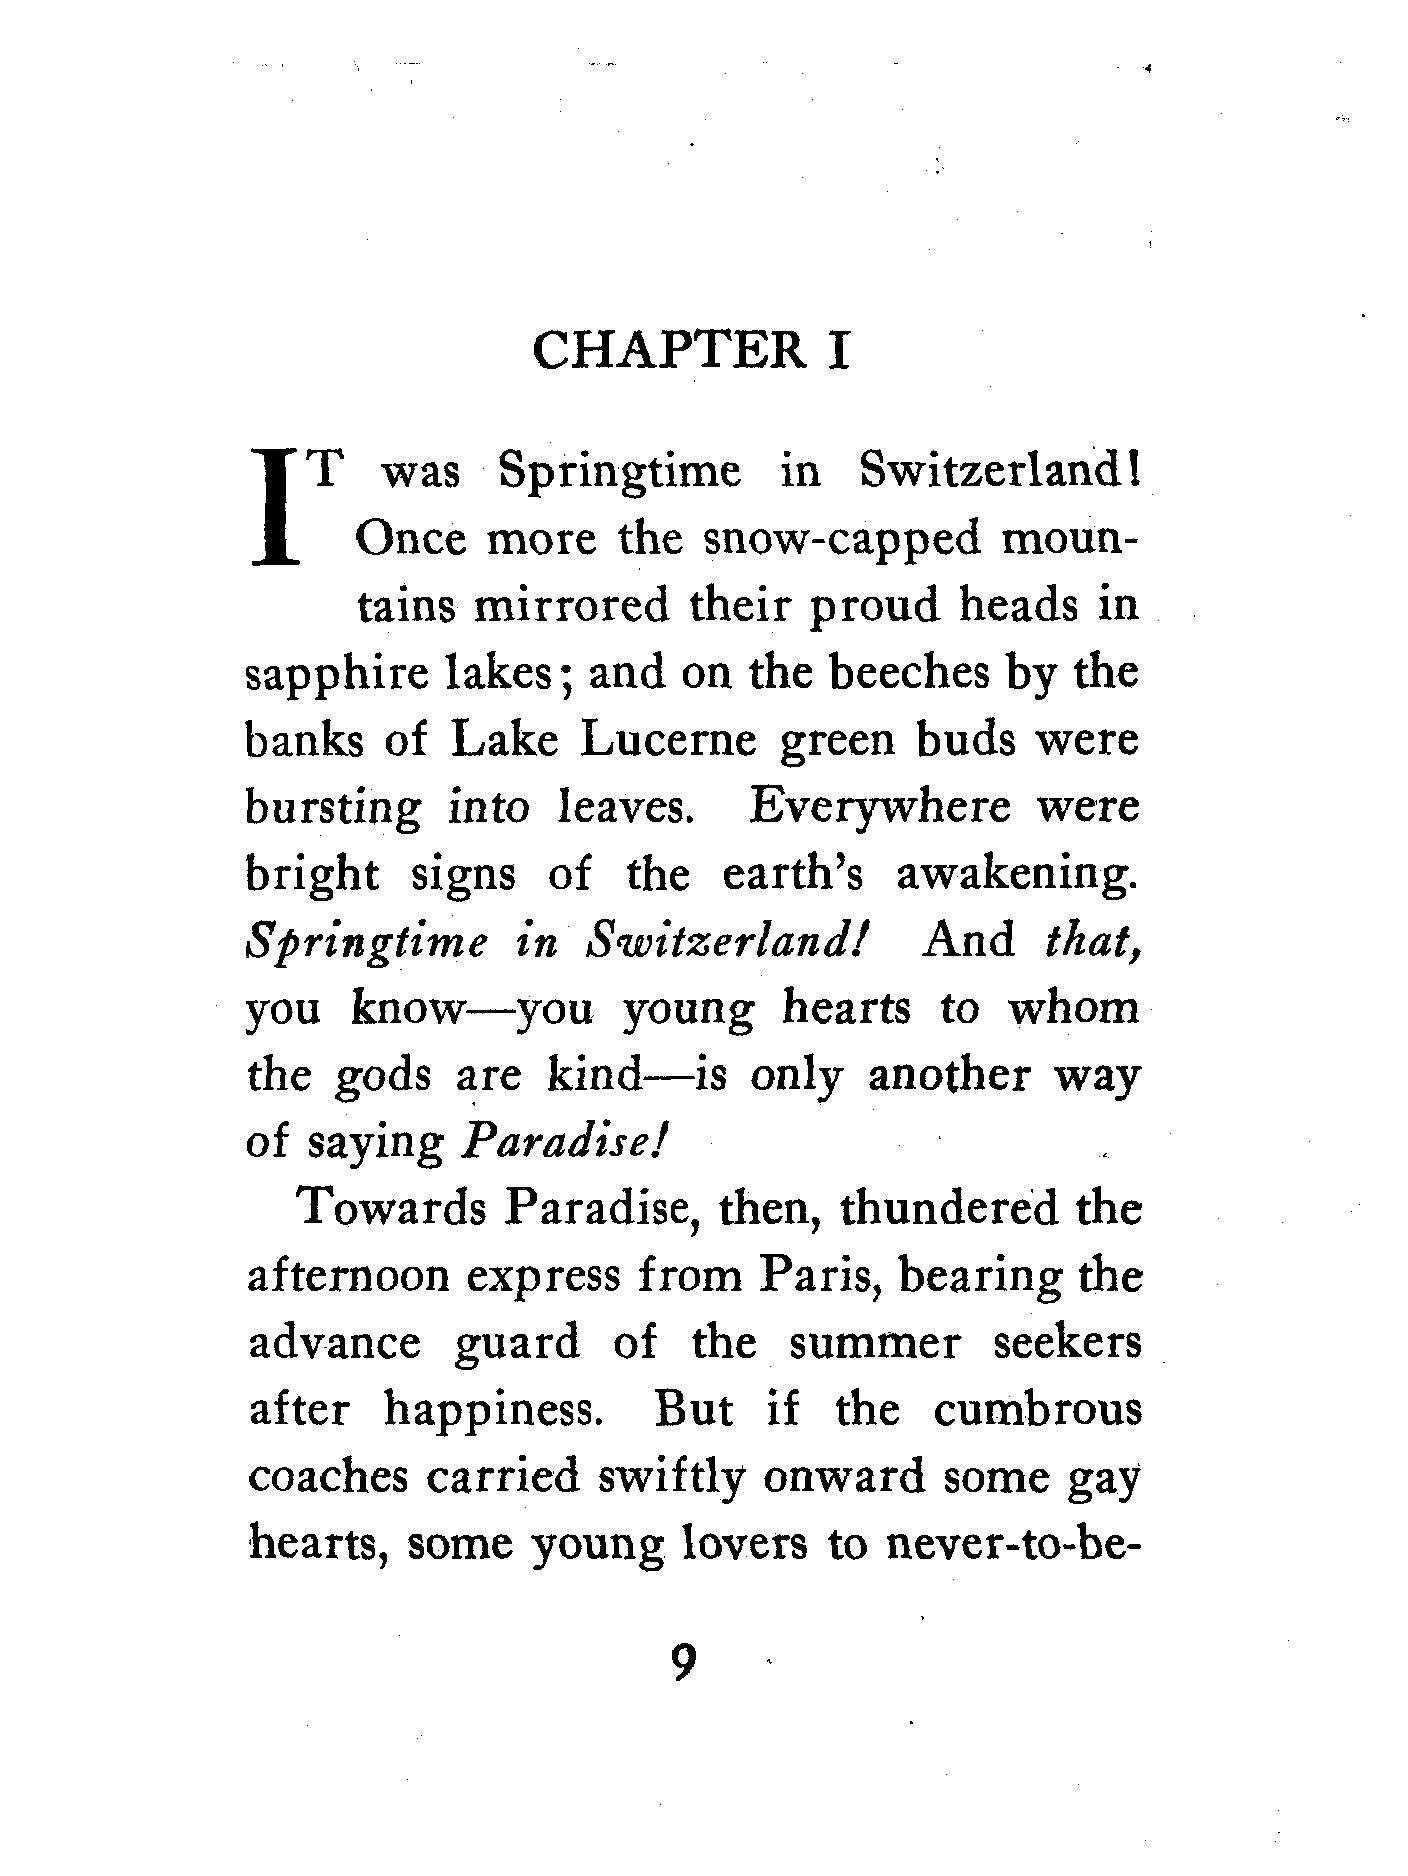 CHAPTER I
IT was Springtime in Switzerland!
Once more the snow-capped moun-
tains mirrored their proud heads in
sapphire lakes; and on the beeches by the
banks of Lake Lucerne green buds were
bursting into leaves. Everywhere were
bright signs of the earth's awakening.
Springtime in Switzerland! And that,
you know—you young hearts to whom
the gods are kind—is only another way
of saying Paradise!
Towards Paradise, then, thundered the
afternoon express from Paris, bearing the
advance guard of the summer seekers
after happiness. But if the cumbrous
coaches carried swiftly onward some gay
hearts, some young lovers to never-to-be-
9